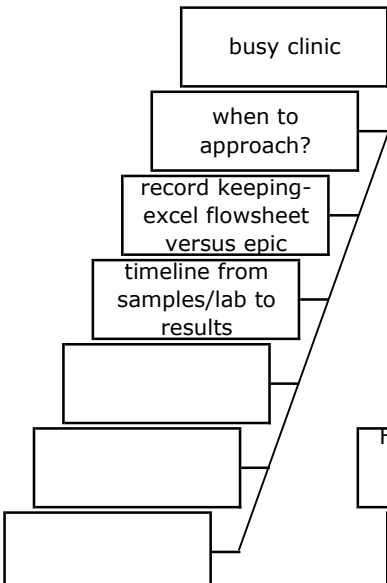 busy clinic
when to
approach?
record keeping-
excel flowsheet
versus epic
timeline from
samples/lab to
results